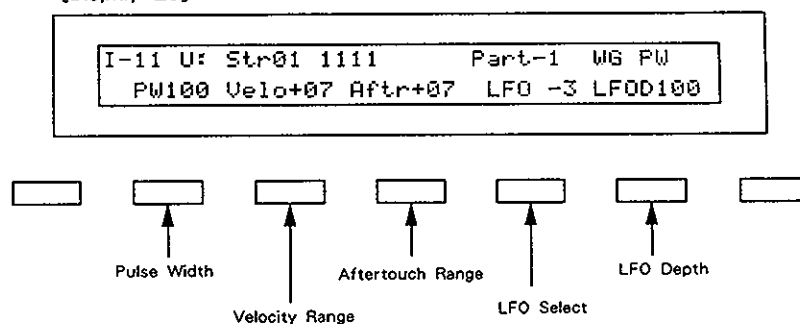 I-11 U: Str01 1111 Part-1 WG PW
PW100 Velo+07 Aftr+07 LFO -3 LFOD100
Pulse Width
Aftertouch Range
LFO Depth
Velocity Range
LFO Select